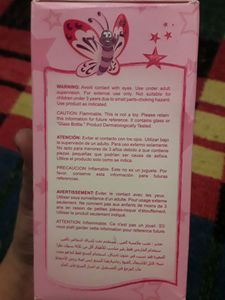 WARNING: Avoid contact with eyes. Use under adult
supervision. For external use only. Not suitable for
children under 3 years due to small parts-choking hazard.
Use product as indicated.
CAUTION: Flammable. This is not a toy. Please retain
this information for future reference. It contains glass or
"Glass Bottle." Product Dermatologically Tested
ATENCIÓN: Evitar el contacto con los ojos. Utilizar bajo
la supervisión de un adulto. Para uso externo solamente.
No apto para menores de 3 años debido a que contiene
piezas pequeñas que podrían ser causa de asfixia.
Utilice el producto solo como se indica.
PRECAUCION: Inflamable. Esto no es un juguete. Por
favor conserve esta información para futuras
referencias.
AVERTISSEMENT: Eviter le contact avec les yeux.
Utiliser sous surveillance d'un adulte. Pour usage externe
seulement. Ne convient pas aux enfants de moins de 3
ans en raison de petites pièces-risque d'étouffement.
Utiliser le produit seulement indiqué.
ATTENTION: Inflammable. Ce n'est pas un jouet. S'il
vous plaît garder cette information pour future référence.